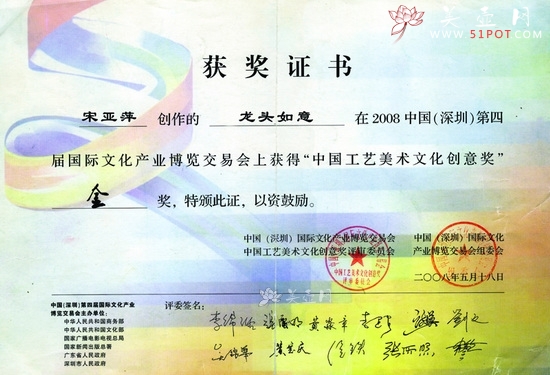 美壶网
www.51POT.com
获奖证书
宋亚萍 创作的 龙头如意 在2008中国(深圳)第四
届国际文化产业博览交易会上获得“中国工艺美术文化创意奖”
金 奖,特颁此证,以资鼓励。
中国(深圳)国际文化产业博览交易会
中国工艺美术文化创意奖评审委员会
中国(深圳)国际文化
产业博览交易会组委会
二〇〇八年五月十八日
中国(深圳)第四届国际文化产业
博览交易会主办单位:
中华人民共和国商务部
中华人民共和国文化部
国家广播电影电视总局
国家新闻出版总署
广东省人民政府
深圳市人民政府
评委签名: